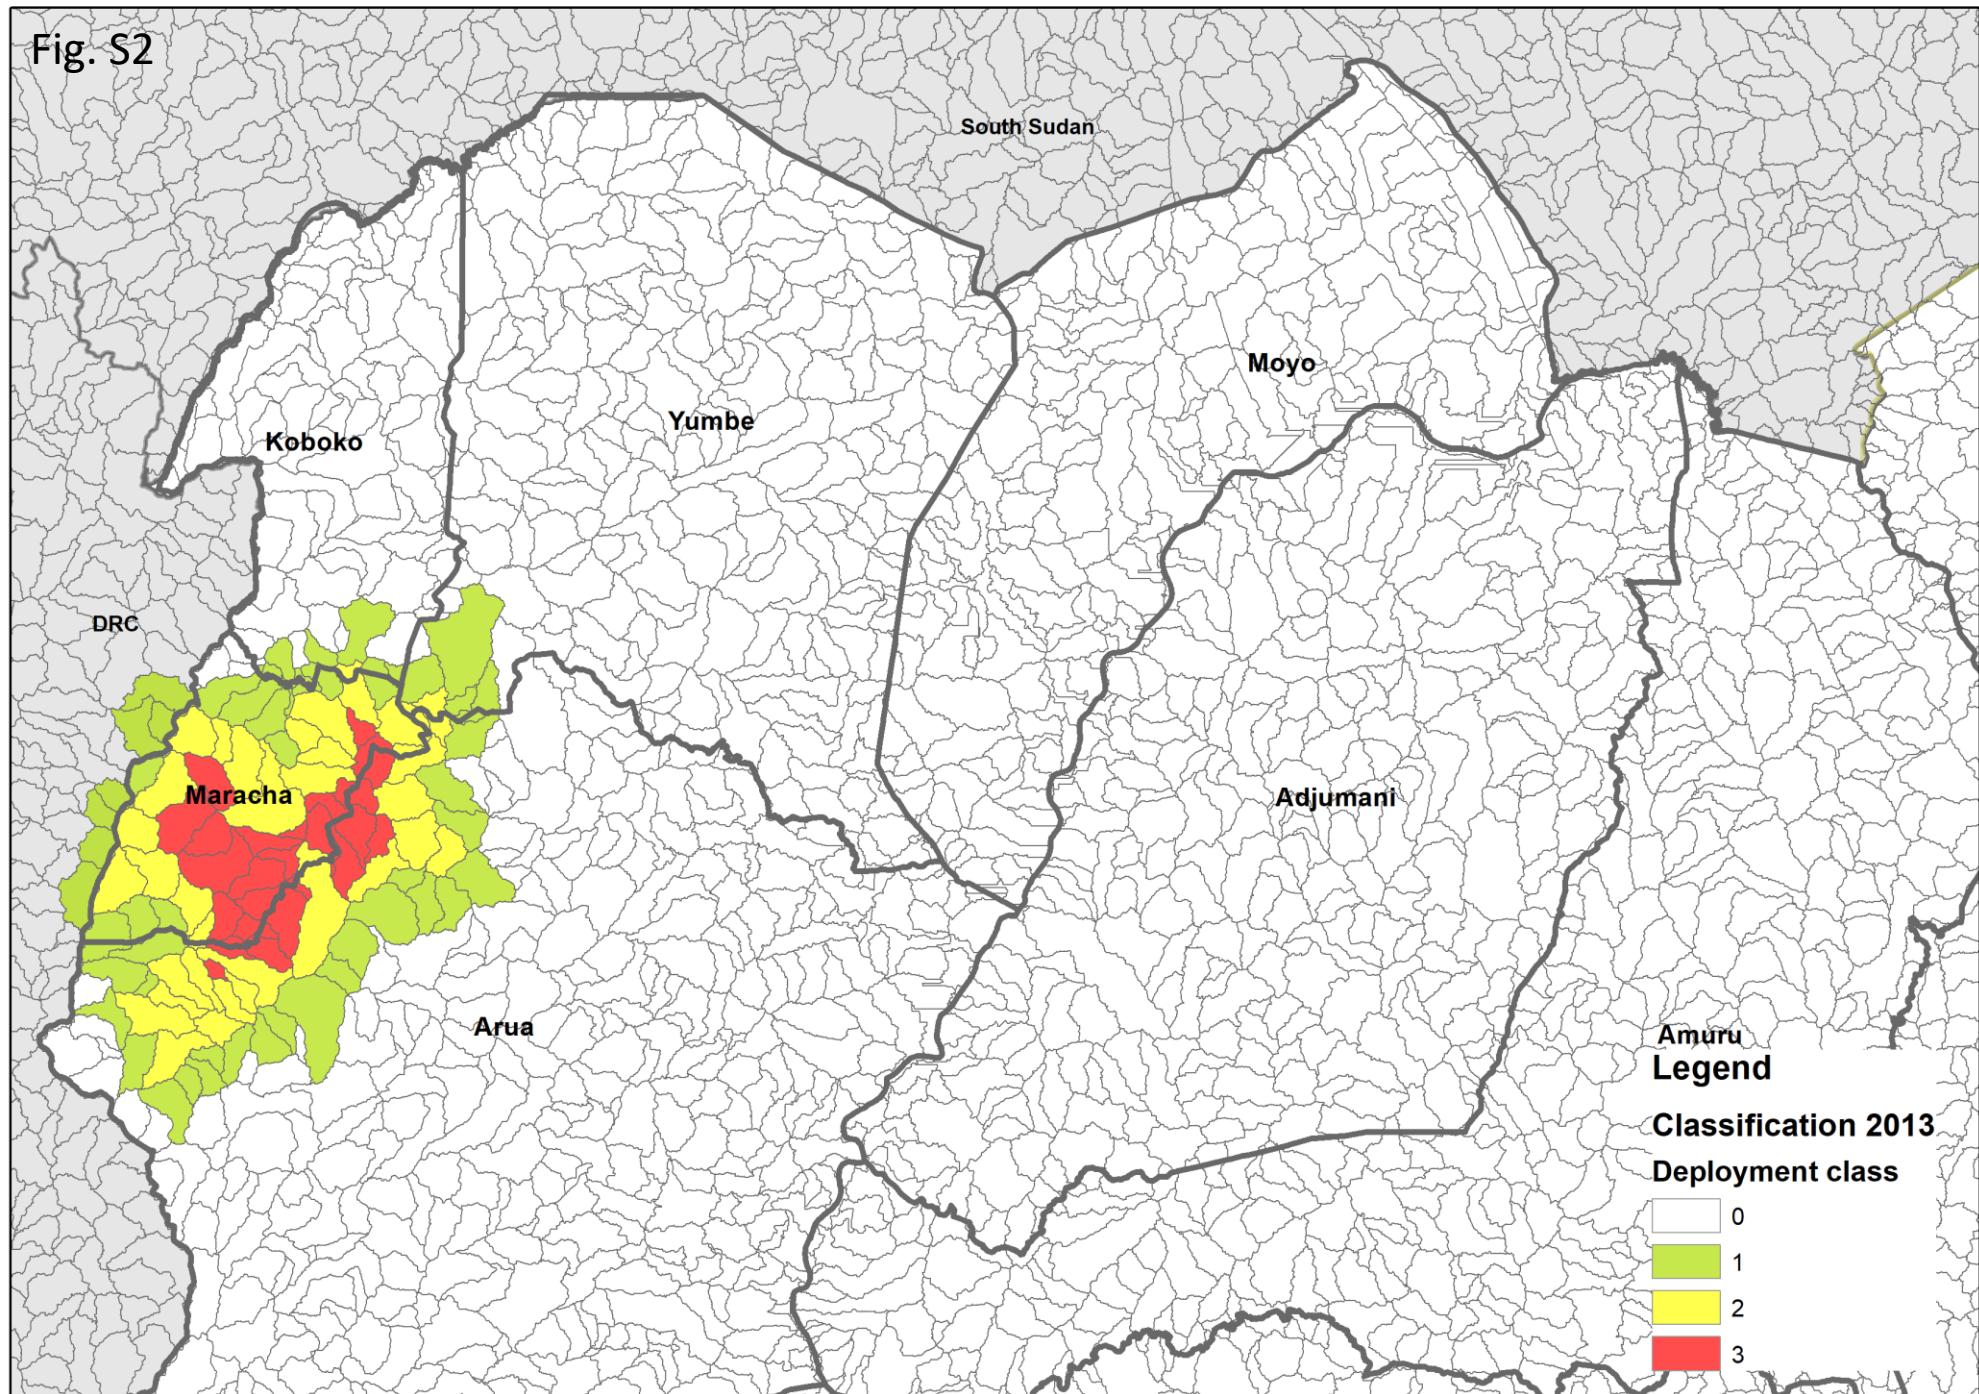 Fig. S2
South Sudan
Moyo
Yumbe
Koboko
DRC
Maracha
Adjumani
Arua
Amuru
Legend
Classification 2013
Deployment class
0
1
2
3